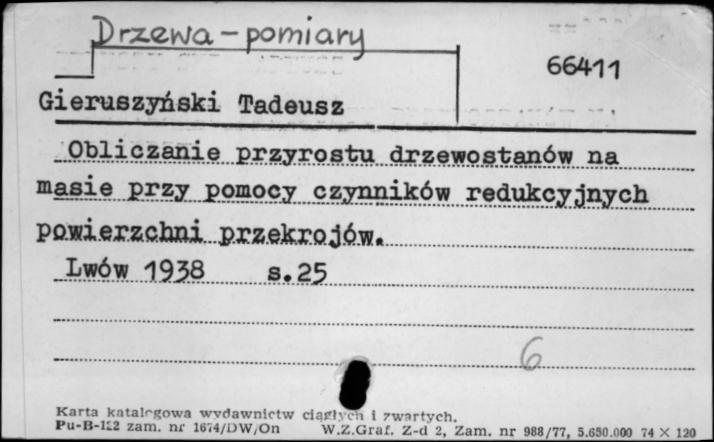 Drzewa - pomiary
66411
Gieruszyński Tadeusz
Obliczanie przyrostu drzewostanów na
masie przy pomocy czynników redukcyjnych
powierzchni przekrojów.
Lwów 1938 s.25
6
Karta katalogowa wydawnictw ciągłych i zwartych.
Pu-B-122 zam. nr 1674/DW/On W.Z.Graf. Z-d 2, Zam. nr 988/77, 5.680.000 74 × 120